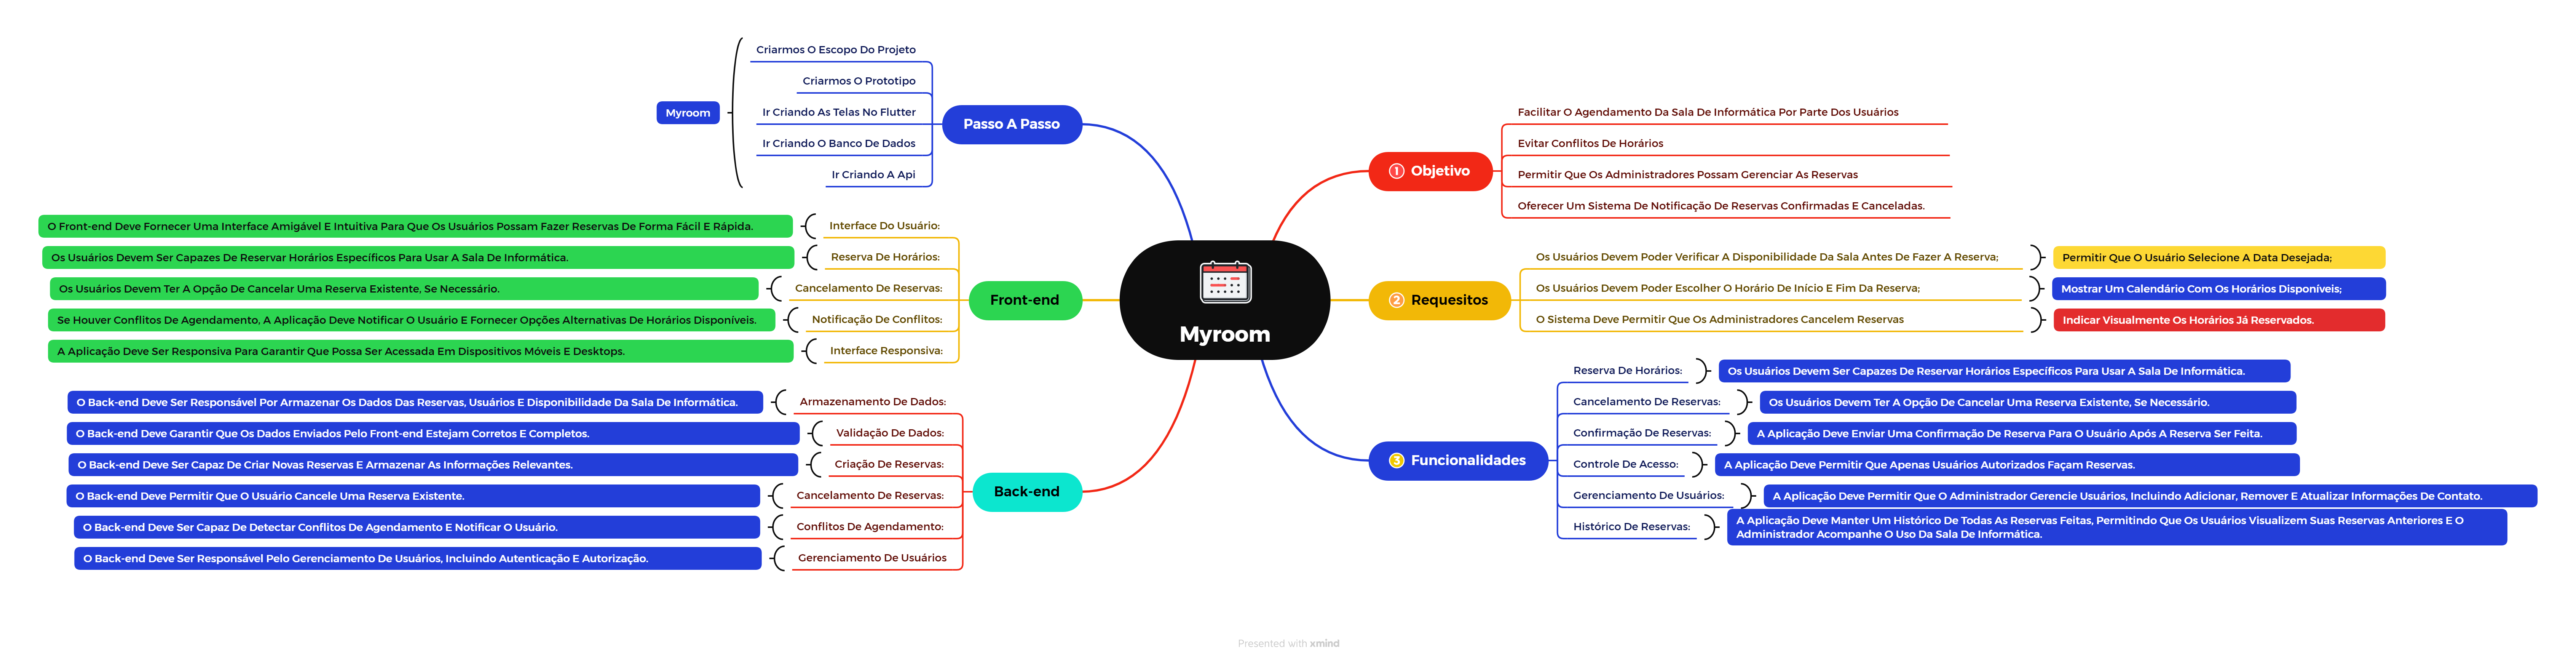 Myroom
Passo A Passo
Criarmos O Escopo Do Projeto
Criarmos O Prototipo
Ir Criando As Telas No Flutter
Ir Criando O Banco De Dados
Ir Criando A Api
Myroom
1 Objetivo
Facilitar O Agendamento Da Sala De Informática Por Parte Dos Usuários
Evitar Conflitos De Horários
Permitir Que Os Administradores Possam Gerenciar As Reservas
Oferecer Um Sistema De Notificação De Reservas Confirmadas E Canceladas.
2 Requesitos
Os Usuários Devem Poder Verificar A Disponibilidade Da Sala Antes De Fazer A Reserva;
Permitir Que O Usuário Selecione A Data Desejada;
Os Usuários Devem Poder Escolher O Horário De Início E Fim Da Reserva;
Mostrar Um Calendário Com Os Horários Disponíveis;
O Sistema Deve Permitir Que Os Administradores Cancelem Reservas
Indicar Visualmente Os Horários Já Reservados.
3 Funcionalidades
Reserva De Horários:
Os Usuários Devem Ser Capazes De Reservar Horários Específicos Para Usar A Sala De Informática.
Cancelamento De Reservas:
Os Usuários Devem Ter A Opção De Cancelar Uma Reserva Existente, Se Necessário.
Confirmação De Reservas:
A Aplicação Deve Enviar Uma Confirmação De Reserva Para O Usuário Após A Reserva Ser Feita.
Controle De Acesso:
A Aplicação Deve Permitir Que Apenas Usuários Autorizados Façam Reservas.
Gerenciamento De Usuários:
A Aplicação Deve Permitir Que O Administrador Gerencie Usuários, Incluindo Adicionar, Remover E Atualizar Informações De Contato.
Histórico De Reservas:
A Aplicação Deve Manter Um Histórico De Todas As Reservas Feitas, Permitindo Que Os Usuários Visualizem Suas Reservas Anteriores E O
Administrador Acompanhe O Uso Da Sala De Informática.
Front-end
Interface Do Usuário:
O Front-end Deve Fornecer Uma Interface Amigável E Intuitiva Para Que Os Usuários Possam Fazer Reservas De Forma Fácil E Rápida.
Reserva De Horários:
Os Usuários Devem Ser Capazes De Reservar Horários Específicos Para Usar A Sala De Informática.
Cancelamento De Reservas:
Os Usuários Devem Ter A Opção De Cancelar Uma Reserva Existente, Se Necessário.
Notificação De Conflitos:
Se Houver Conflitos De Agendamento, A Aplicação Deve Notificar O Usuário E Fornecer Opções Alternativas De Horários Disponíveis.
Interface Responsiva:
A Aplicação Deve Ser Responsiva Para Garantir Que Possa Ser Acessada Em Dispositivos Móveis E Desktops.
Back-end
Armazenamento De Dados:
O Back-end Deve Ser Responsável Por Armazenar Os Dados Das Reservas, Usuários E Disponibilidade Da Sala De Informática.
Validação De Dados:
O Back-end Deve Garantir Que Os Dados Enviados Pelo Front-end Estejam Corretos E Completos.
Criação De Reservas:
O Back-end Deve Ser Capaz De Criar Novas Reservas E Armazenar As Informações Relevantes.
Cancelamento De Reservas:
O Back-end Deve Permitir Que O Usuário Cancele Uma Reserva Existente.
Conflitos De Agendamento:
O Back-end Deve Ser Capaz De Detectar Conflitos De Agendamento E Notificar O Usuário.
Gerenciamento De Usuários
O Back-end Deve Ser Responsável Pelo Gerenciamento De Usuários, Incluindo Autenticação E Autorização.
Presented with xmind